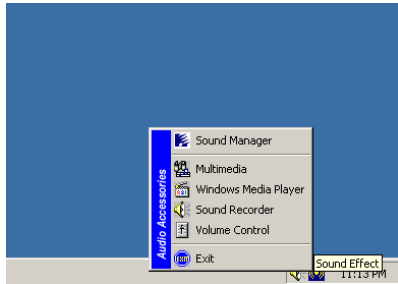 Audio Accessories
Sound Manager
Multimedia
Windows Media Player
Sound Recorder
Volume Control
Exit
Sound Effect
11:13 PM